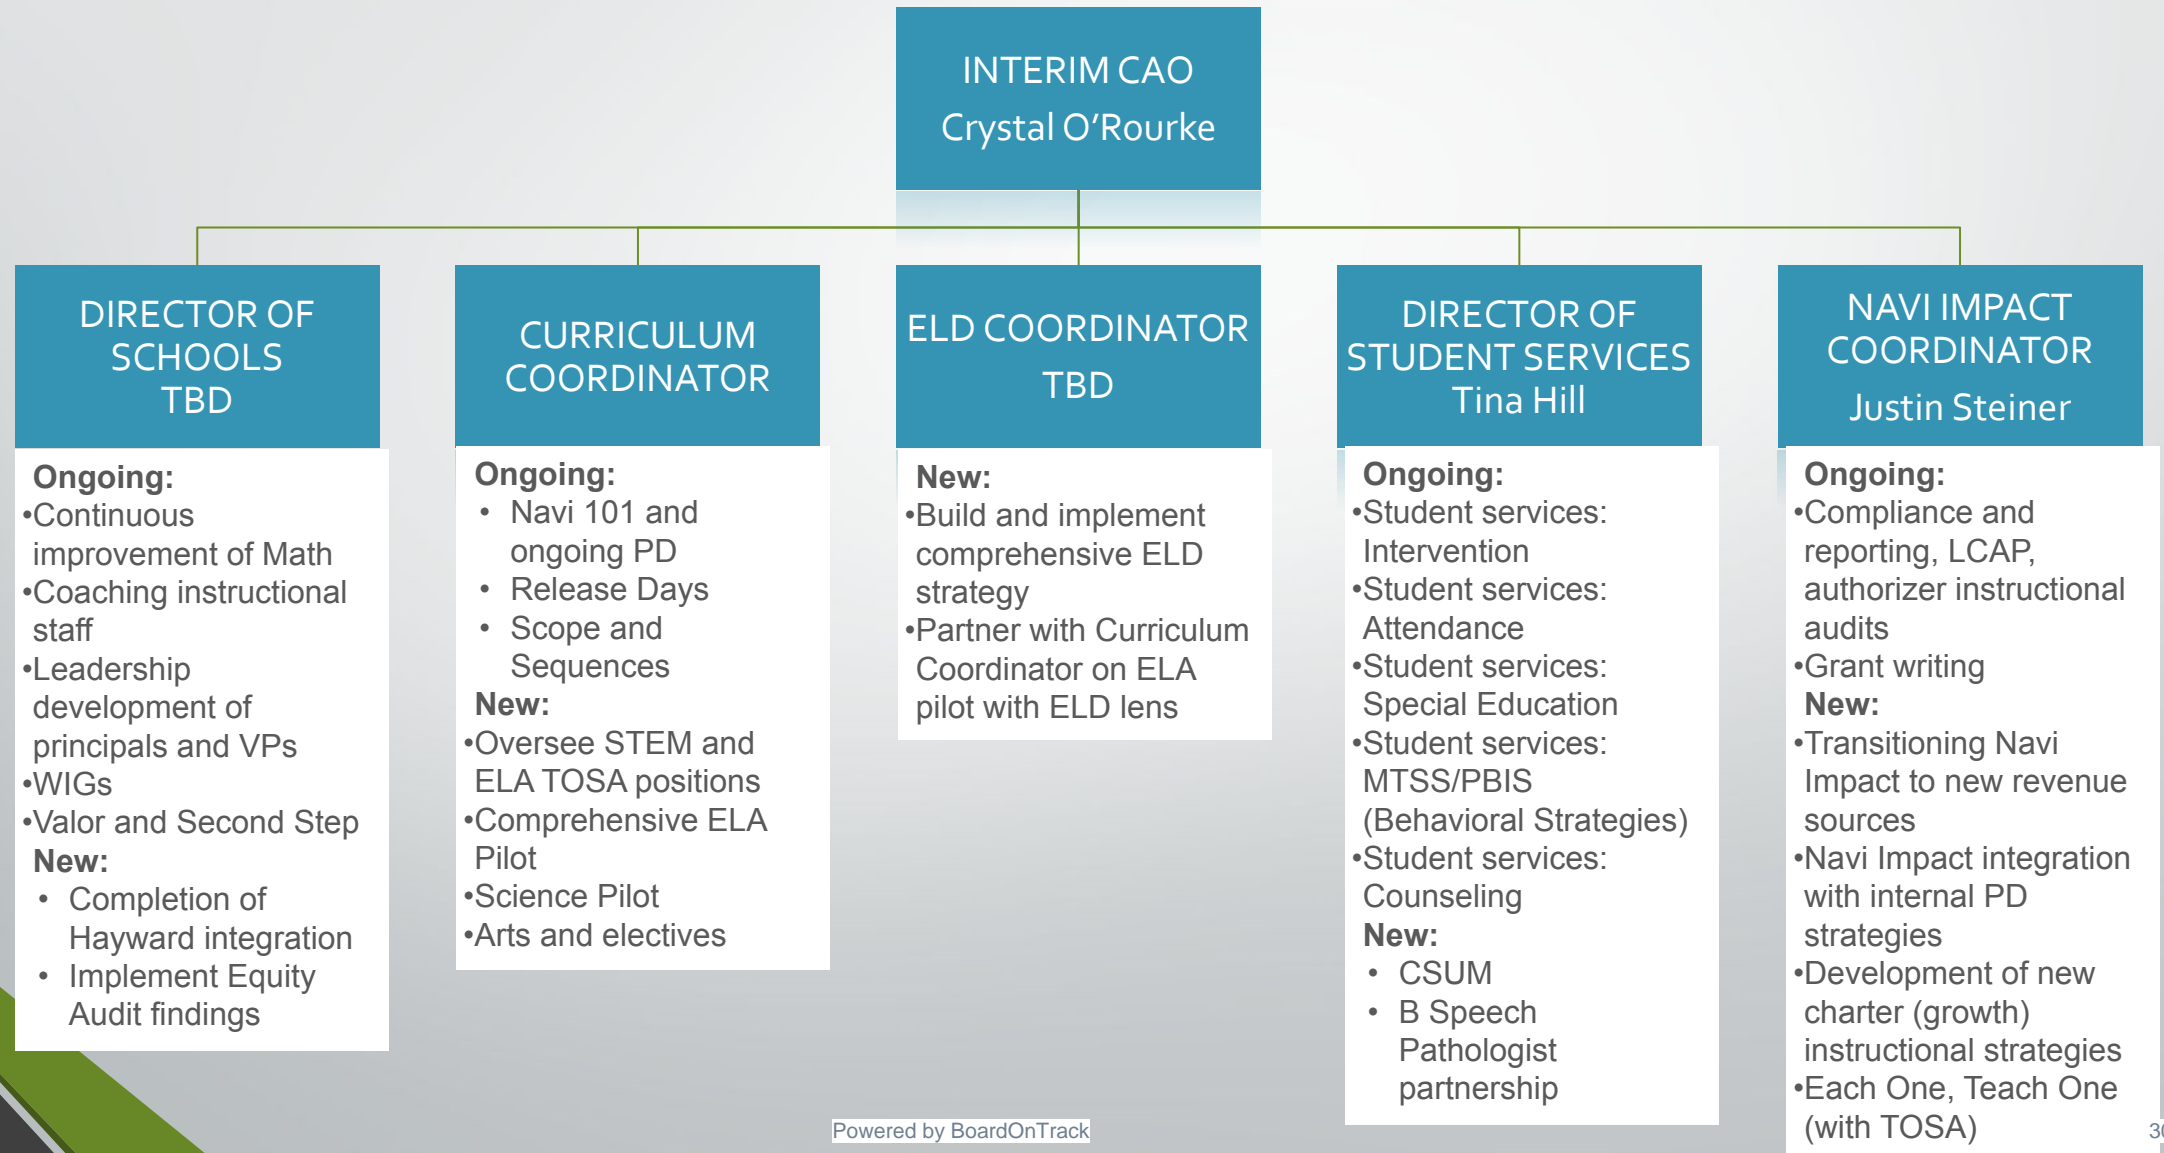 INTERIM CAO
Crystal O’Rourke
DIRECTOR OF
SCHOOLS
TBD
Ongoing:
•Continuous
improvement of Math
•Coaching instructional
staff
•Leadership
development of
principals and VPs
•WIGs
•Valor and Second Step
New:
• Completion of
Hayward integration
• Implement Equity
Audit findings
CURRICULUM
COORDINATOR
Ongoing:
• Navi 101 and
ongoing PD
• Release Days
• Scope and
Sequences
New:
•Oversee STEM and
ELA TOSA positions
•Comprehensive ELA
Pilot
•Science Pilot
•Arts and electives
ELD COORDINATOR
TBD
New:
•Build and implement
comprehensive ELD
strategy
•Partner with Curriculum
Coordinator on ELA
pilot with ELD lens
DIRECTOR OF
STUDENT SERVICES
Tina Hill
Ongoing:
•Student services:
Intervention
•Student services:
Attendance
•Student services:
Special Education
•Student services:
MTSS/PBIS
(Behavioral Strategies)
•Student services:
Counseling
New:
• CSUM
• B Speech
Pathologist
partnership
NAVI IMPACT
COORDINATOR
Justin Steiner
Ongoing:
•Compliance and
reporting, LCAP,
authorizer instructional
audits
•Grant writing
New:
•Transitioning Navi
Impact to new revenue
sources
•Navi Impact integration
with internal PD
strategies
•Development of new
charter (growth)
instructional strategies
•Each One, Teach One
(with TOSA)
Powered by BoardOnTrack